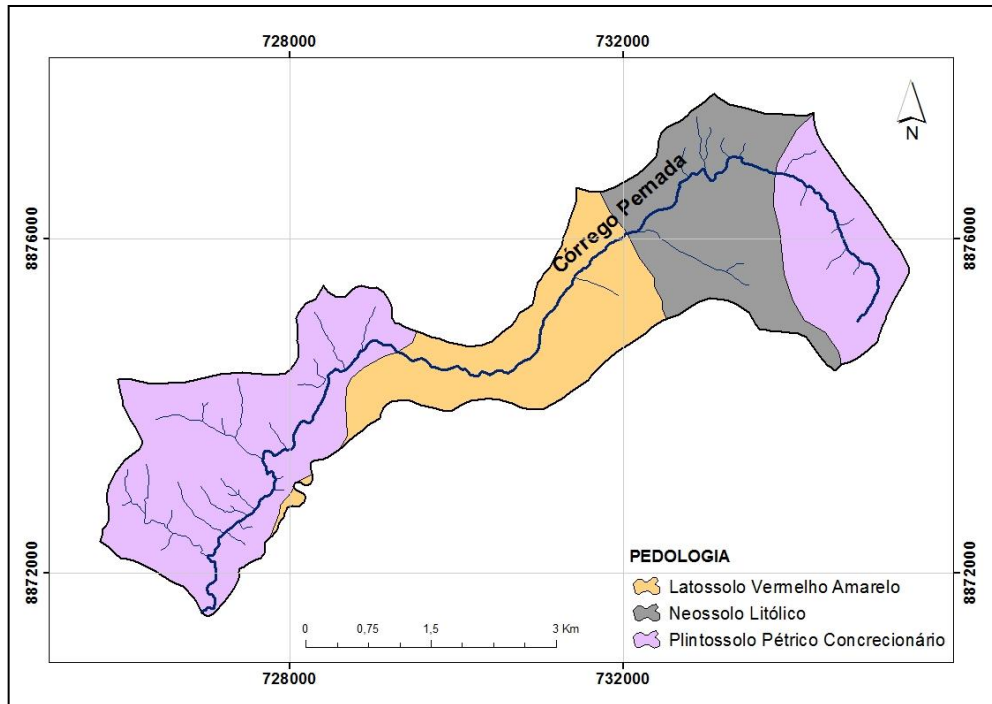 728000 732000
N
Córrego Pernada
8876000 8876000
8872000 8872000
PEDOLOGIA
Latossolo Vermelho Amarelo
Neossolo Litólico
Plintossolo Pétrico Concrecionário
0 0,75 1,5 3 Km
728000 732000